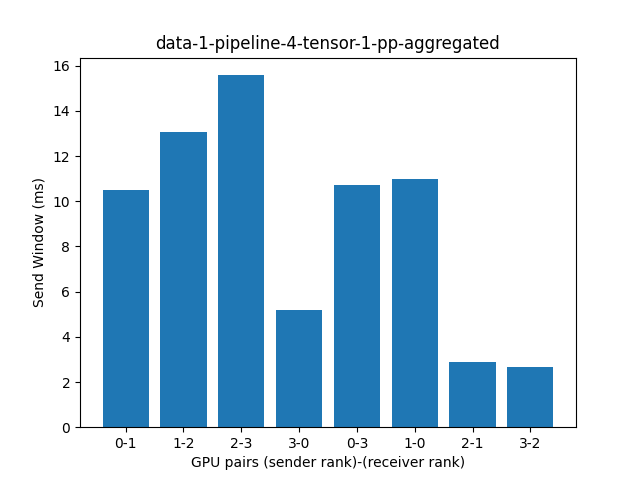 data-1-pipeline-4-tensor-1-pp-aggregated
16
14
12
10
8
6
4
2
0
Send Window (ms)
0-1 1-2 2-3 3-0 0-3 1-0 2-1 3-2
GPU pairs (sender rank)-(receiver rank)